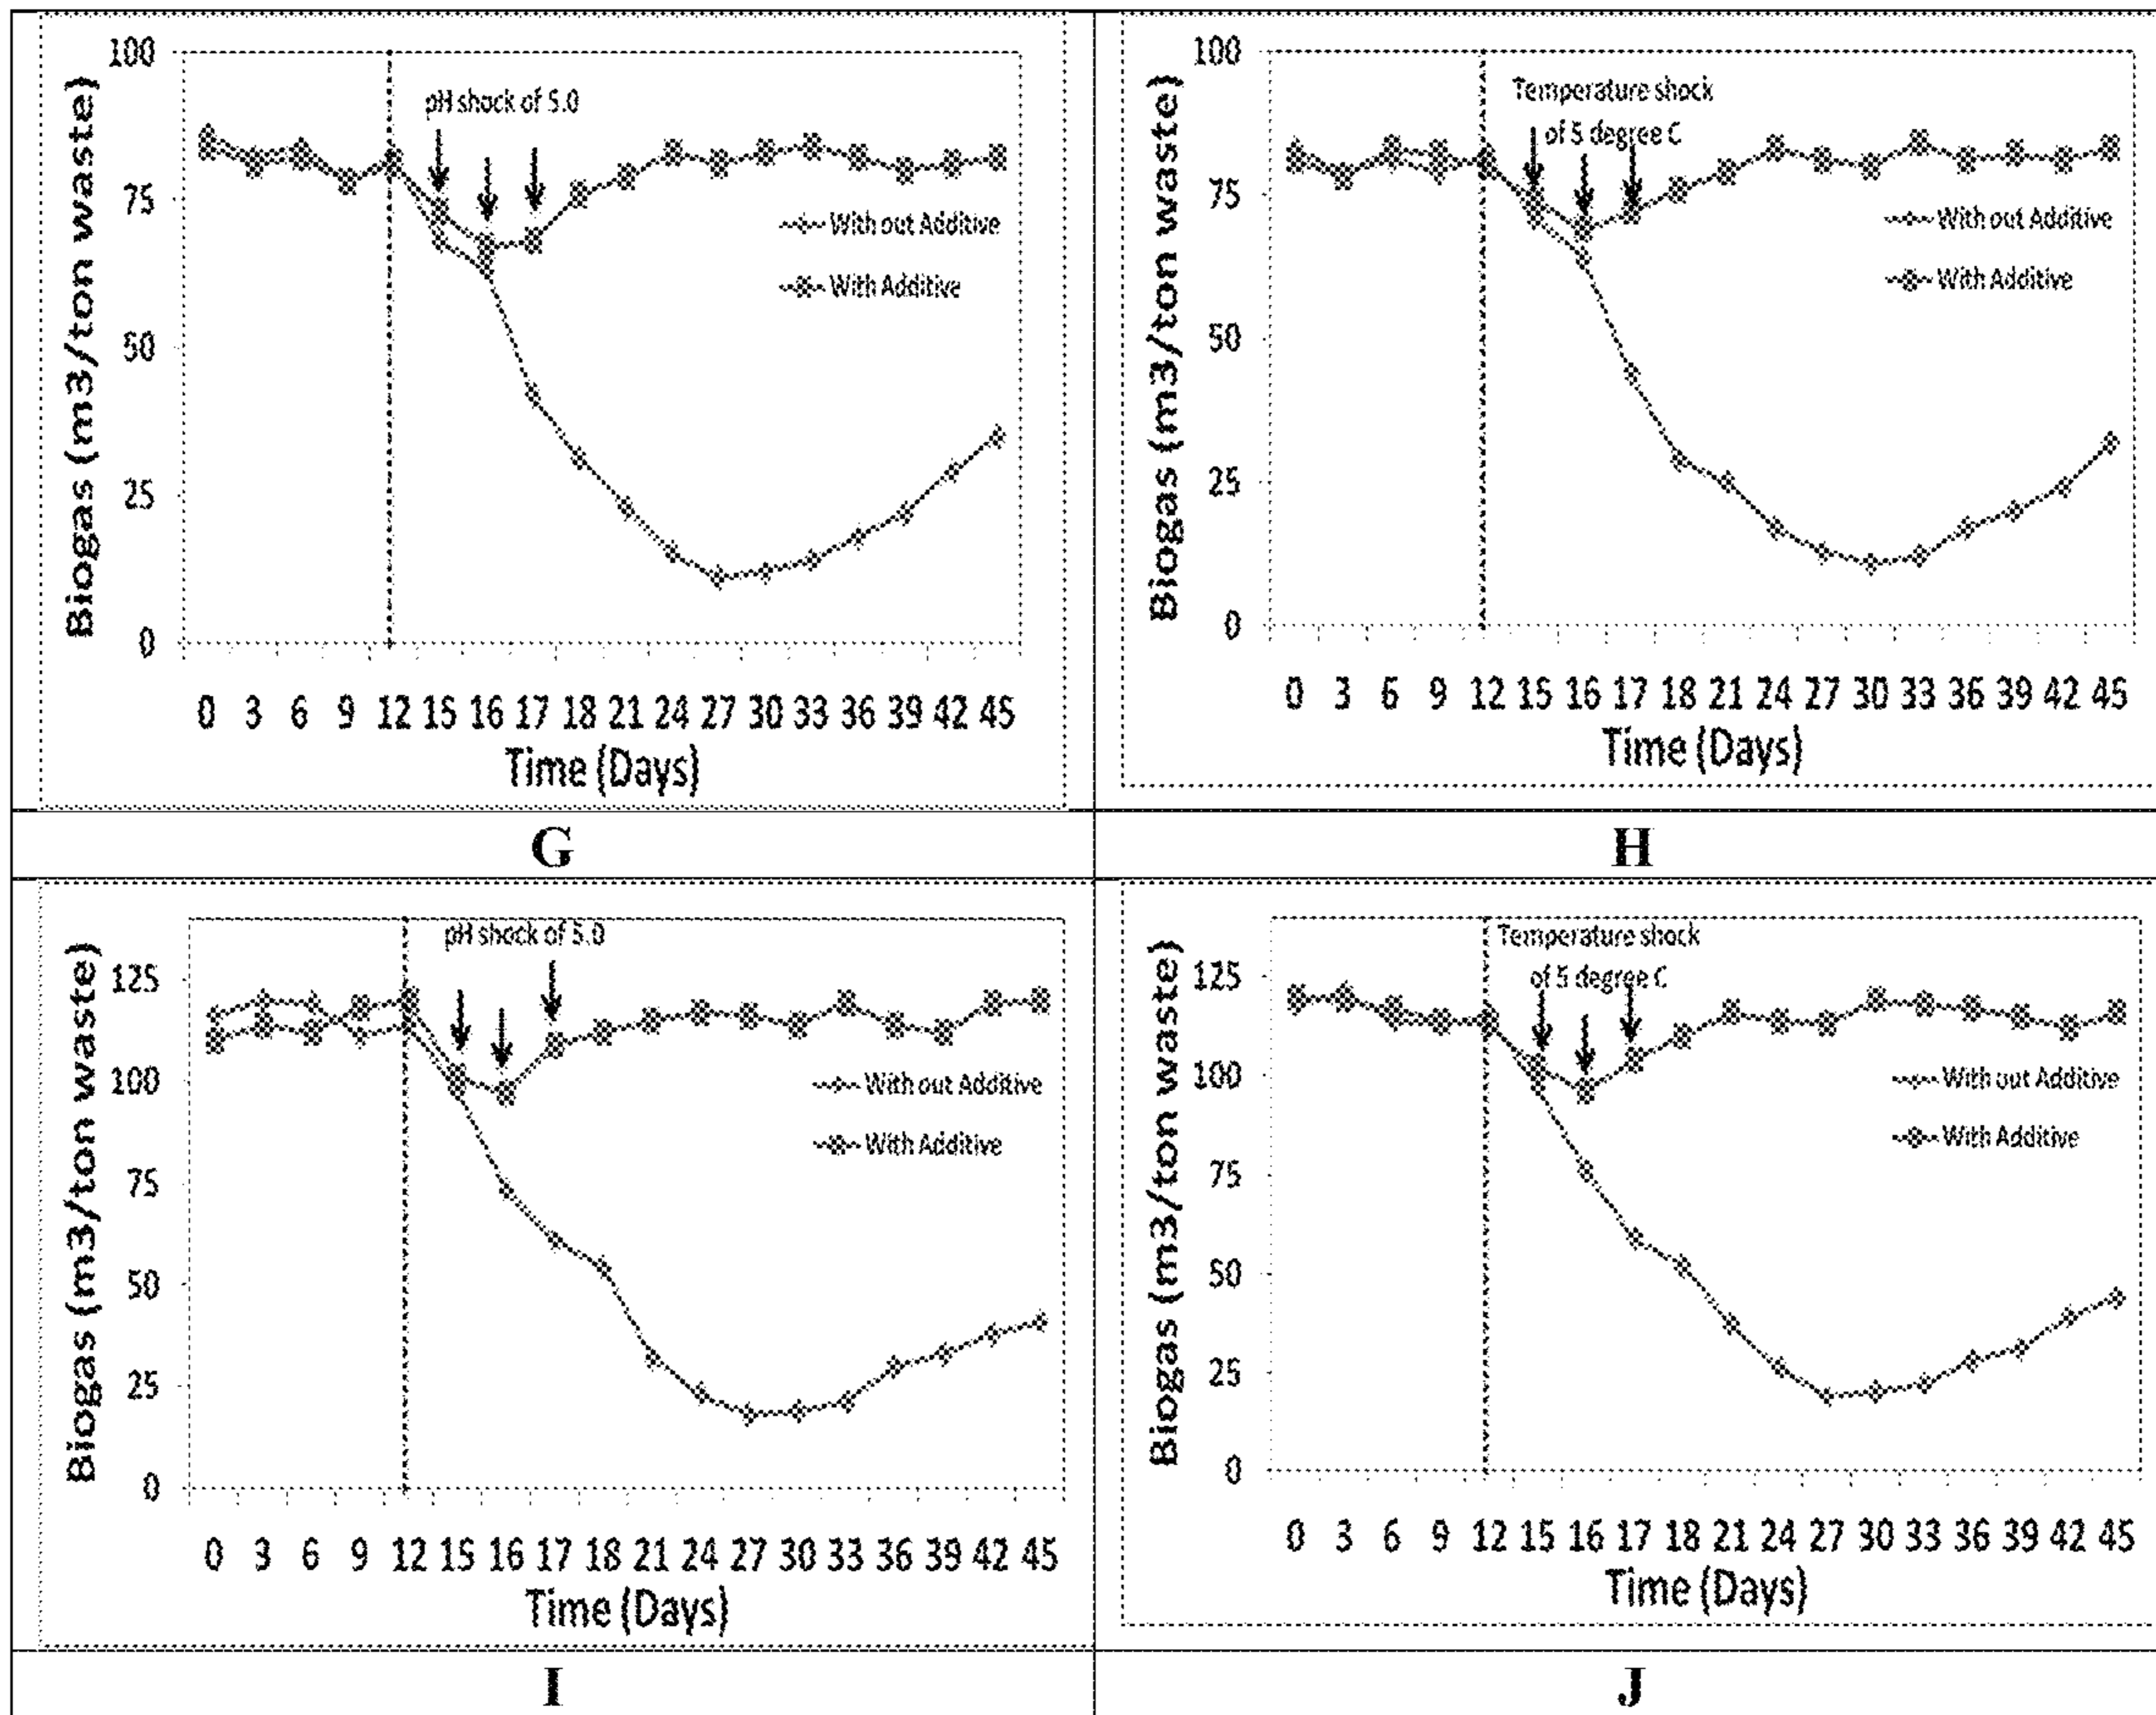 100
75
50
25
0
Biogas (m3/ton waste)
pH shock of 5.0
With out Additive
With Additive
0 3 6 9 12 15 16 17 18 21 24 27 30 33 36 39 42 45
Time (Days)
G
100
75
50
25
0
Biogas (m3/ton waste)
Temperature shock
of 5 degree C
With out Additive
With Additive
0 3 6 9 12 15 16 17 18 21 24 27 30 33 36 39 42 45
Time (Days)
H
125
100
75
50
25
0
Biogas (m3/ton waste)
pH shock of 5.0
With out Additive
With Additive
0 3 6 9 12 15 16 17 18 21 24 27 30 33 36 39 42 45
Time (Days)
I
125
100
75
50
25
0
Biogas (m3/ton waste)
Temperature shock
of 5 degree C
With out Additive
With Additive
0 3 6 9 12 15 16 17 18 21 24 27 30 33 36 39 42 45
Time (Days)
J